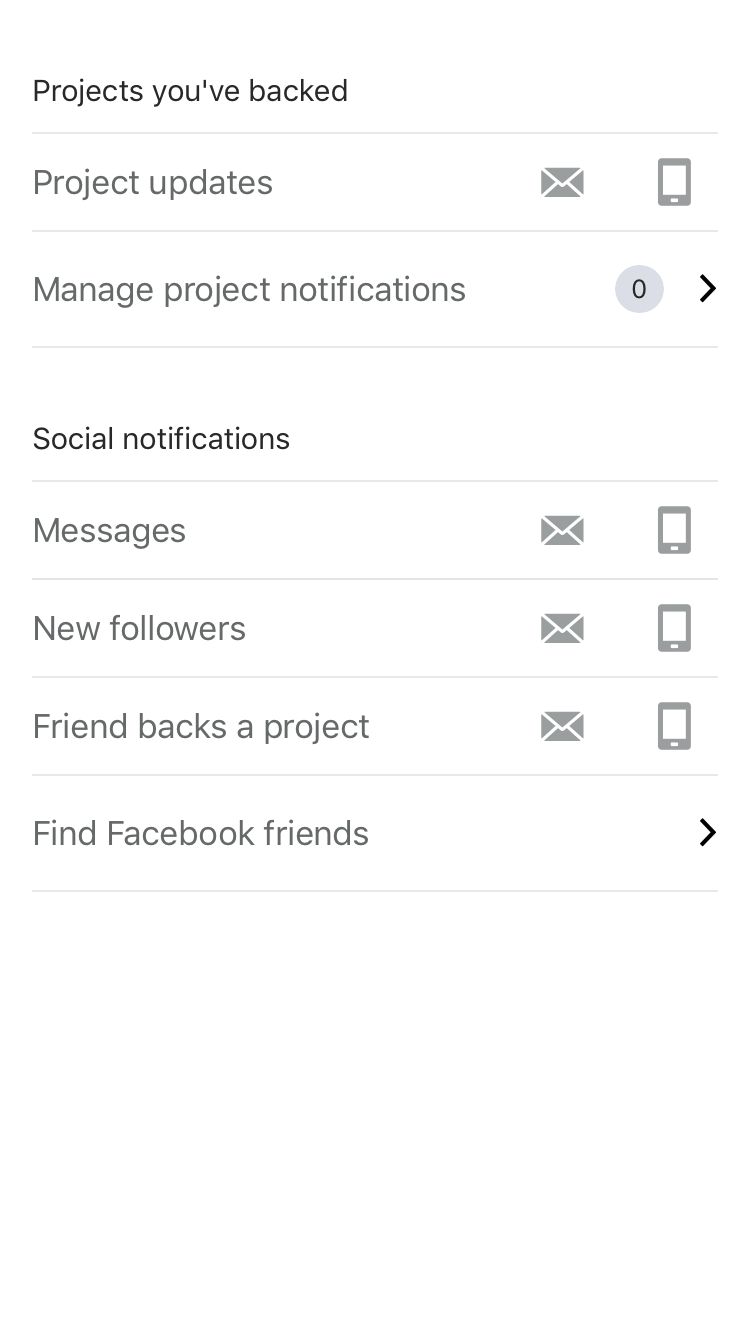 Projects you've backed
Project updates
Manage project notifications 0
Social notifications
Messages
New followers
Friend backs a project
Find Facebook friends